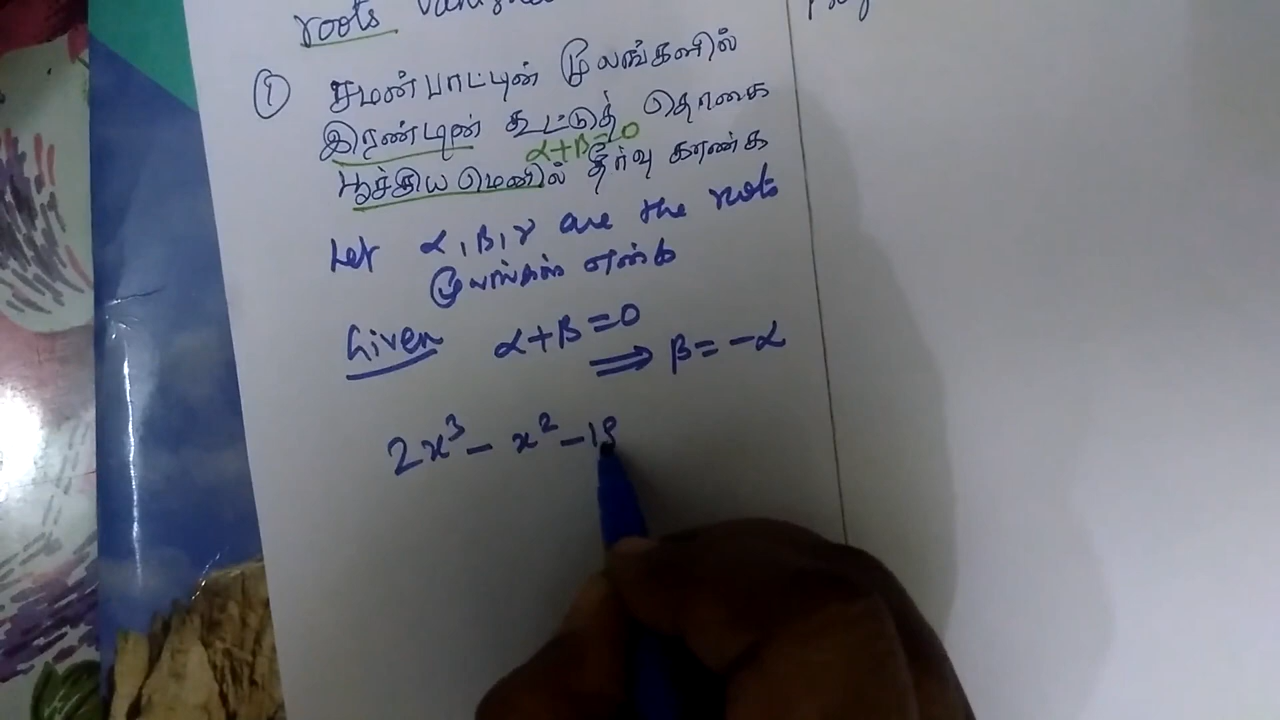 roots
① சமன்பாட்டின் மூலங்களில்
இரண்டின் கூட்டுத் தொகை
α+β=0
பூச்சியமெனில் தீர்வு காண்க
Let α, β, γ are the roots
மூலங்கள் என்க
Given α+β=0
⟹ β = -α
2x³ - x² - 18